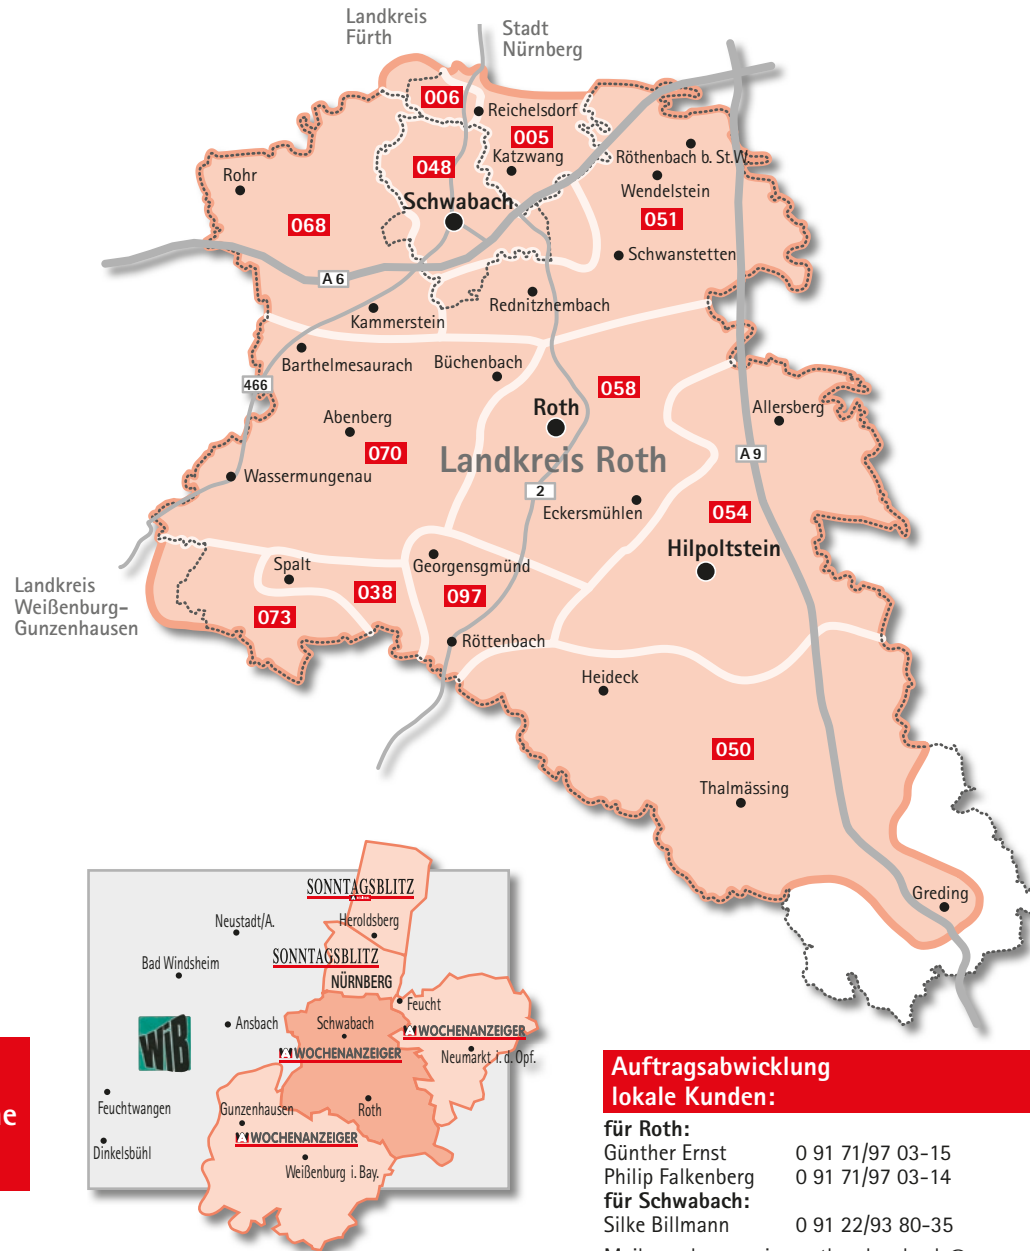 Landkreis
Fürth
Stadt
Nürnberg
006
Reichelsdorf
005
Katzwang
048
Röthenbach b. St.W.
Rohr
Wendelstein
Schwabach
051
068
Schwanstetten
A 6
Rednitzhembach
Kammerstein
Barthelmesaurach
Büchenbach
466
058
Roth
Allersberg
Abenberg
070
Landkreis Roth
A 9
Wassermungenau
2
Eckersmühlen
054
Hilpoltstein
Spalt
Georgensgmünd
Landkreis
Weißenburg-
Gunzenhausen
038
097
073
Röttenbach
Heideck
050
Thalmässing
Greding
SONNTAGSBLITZ
Neustadt/A.
Heroldsberg
SONNTAGSBLITZ
Bad Windsheim
NÜRNBERG
Feucht
Ansbach
Schwabach
WOCHENANZEIGER
WiB
WOCHENANZEIGER
Neumarkt i. d. Opf.
Feuchtwangen
Gunzenhausen
Roth
WOCHENANZEIGER
Dinkelsbühl
Weißenburg i. Bay.
Auftragsabwicklung
lokale Kunden:
für Roth:
Günther Ernst 0 91 71/97 03-15
Philip Falkenberg 0 91 71/97 03-14
für Schwabach:
Silke Billmann 0 91 22/93 80-35